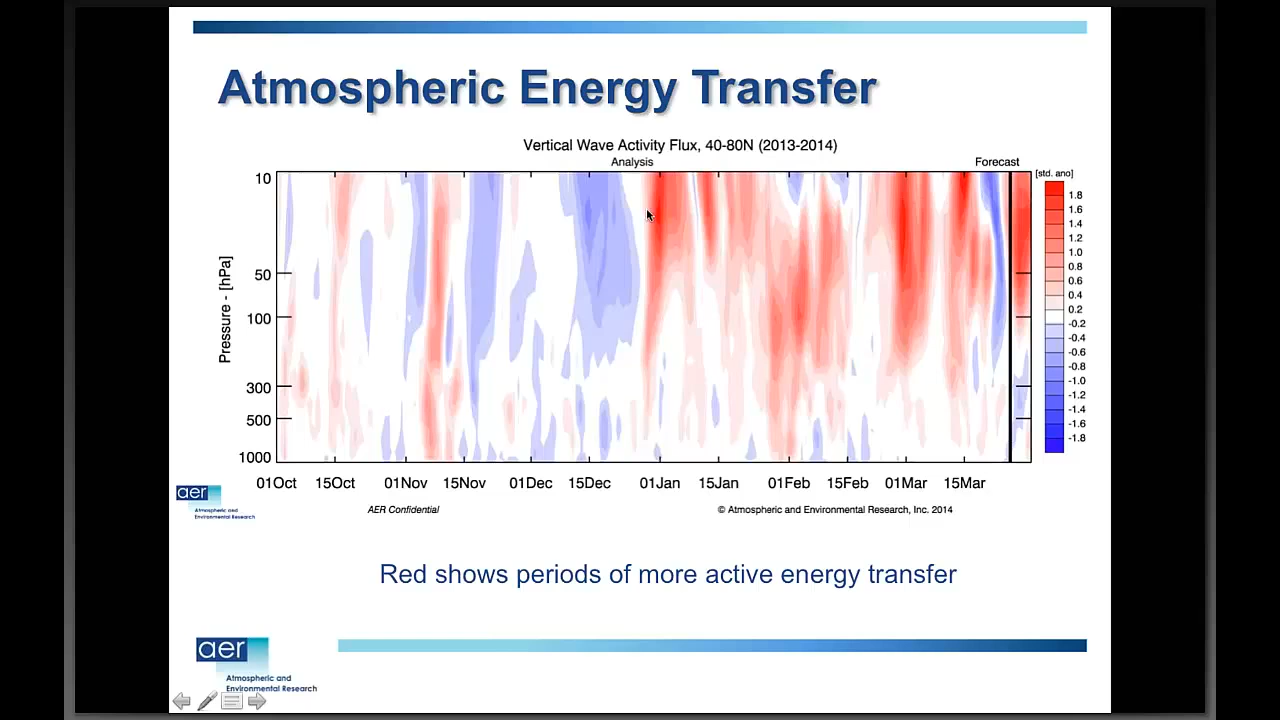 Atmospheric Energy Transfer
Vertical Wave Activity Flux, 40-80N (2013-2014)
Analysis
Forecast
[std. ano]
Pressure - [hPa]
10
50
100
300
500
1000
01Oct 15Oct 01Nov 15Nov 01Dec 15Dec 01Jan 15Jan 01Feb 15Feb 01Mar 15Mar
1.8
1.6
1.4
1.2
1.0
0.8
0.6
0.4
0.2
-0.2
-0.4
-0.6
-0.8
-1.0
-1.2
-1.4
-1.6
-1.8
aer
Atmospheric and
Environmental Research
AER Confidential
© Atmospheric and Environmental Research, Inc. 2014
Red shows periods of more active energy transfer
aer
Atmospheric and
Environmental Research